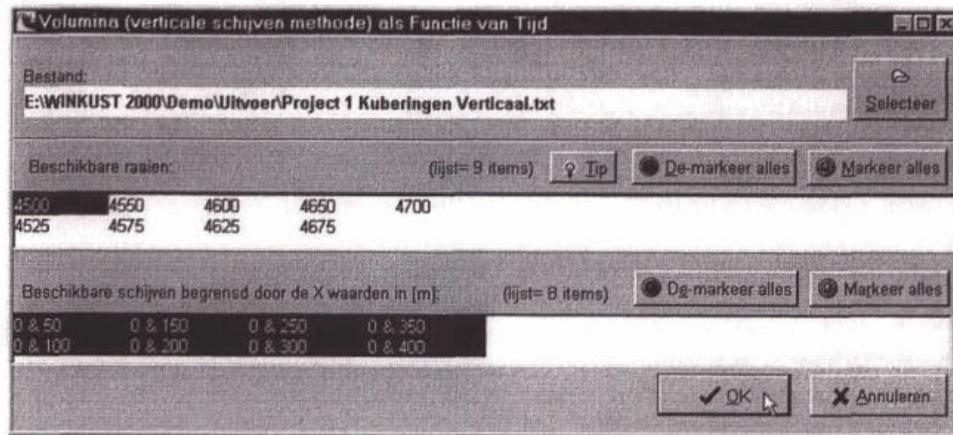 Volumina (verticale schijven methode) als Functie van Tijd
Bestand:
E:\WINKUST 2000\Demo\Uitvoer\Project 1 Kuberingen Verticaal.txt
Selecteer
Beschikbare raaien:
(lijst= 9 items)
Tip
De-markeer alles
Markeer alles
4500 4550 4600 4650 4700
4525 4575 4625 4675
Beschikbare schijven begrensd door de X waarden in [m]:
(lijst= 8 items)
De-markeer alles
Markeer alles
0 & 50 0 & 150 0 & 250 0 & 350
0 & 100 0 & 200 0 & 300 0 & 400
OK
Annuleren